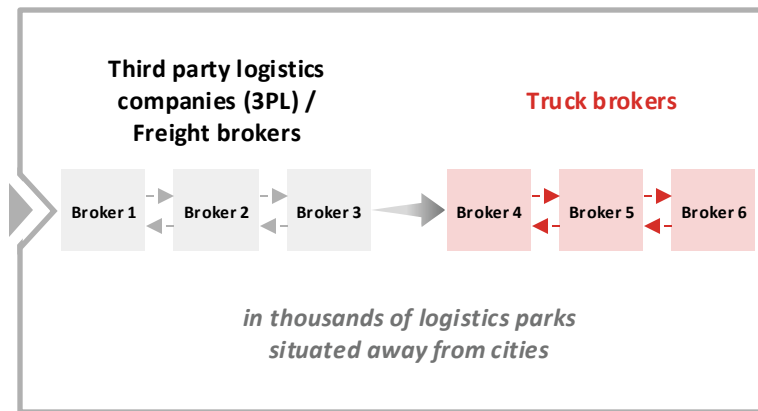 Third party logistics
companies (3PL) /
Freight brokers
Truck brokers
Broker 1
Broker 2
Broker 3
Broker 4
Broker 5
Broker 6
in thousands of logistics parks
situated away from cities